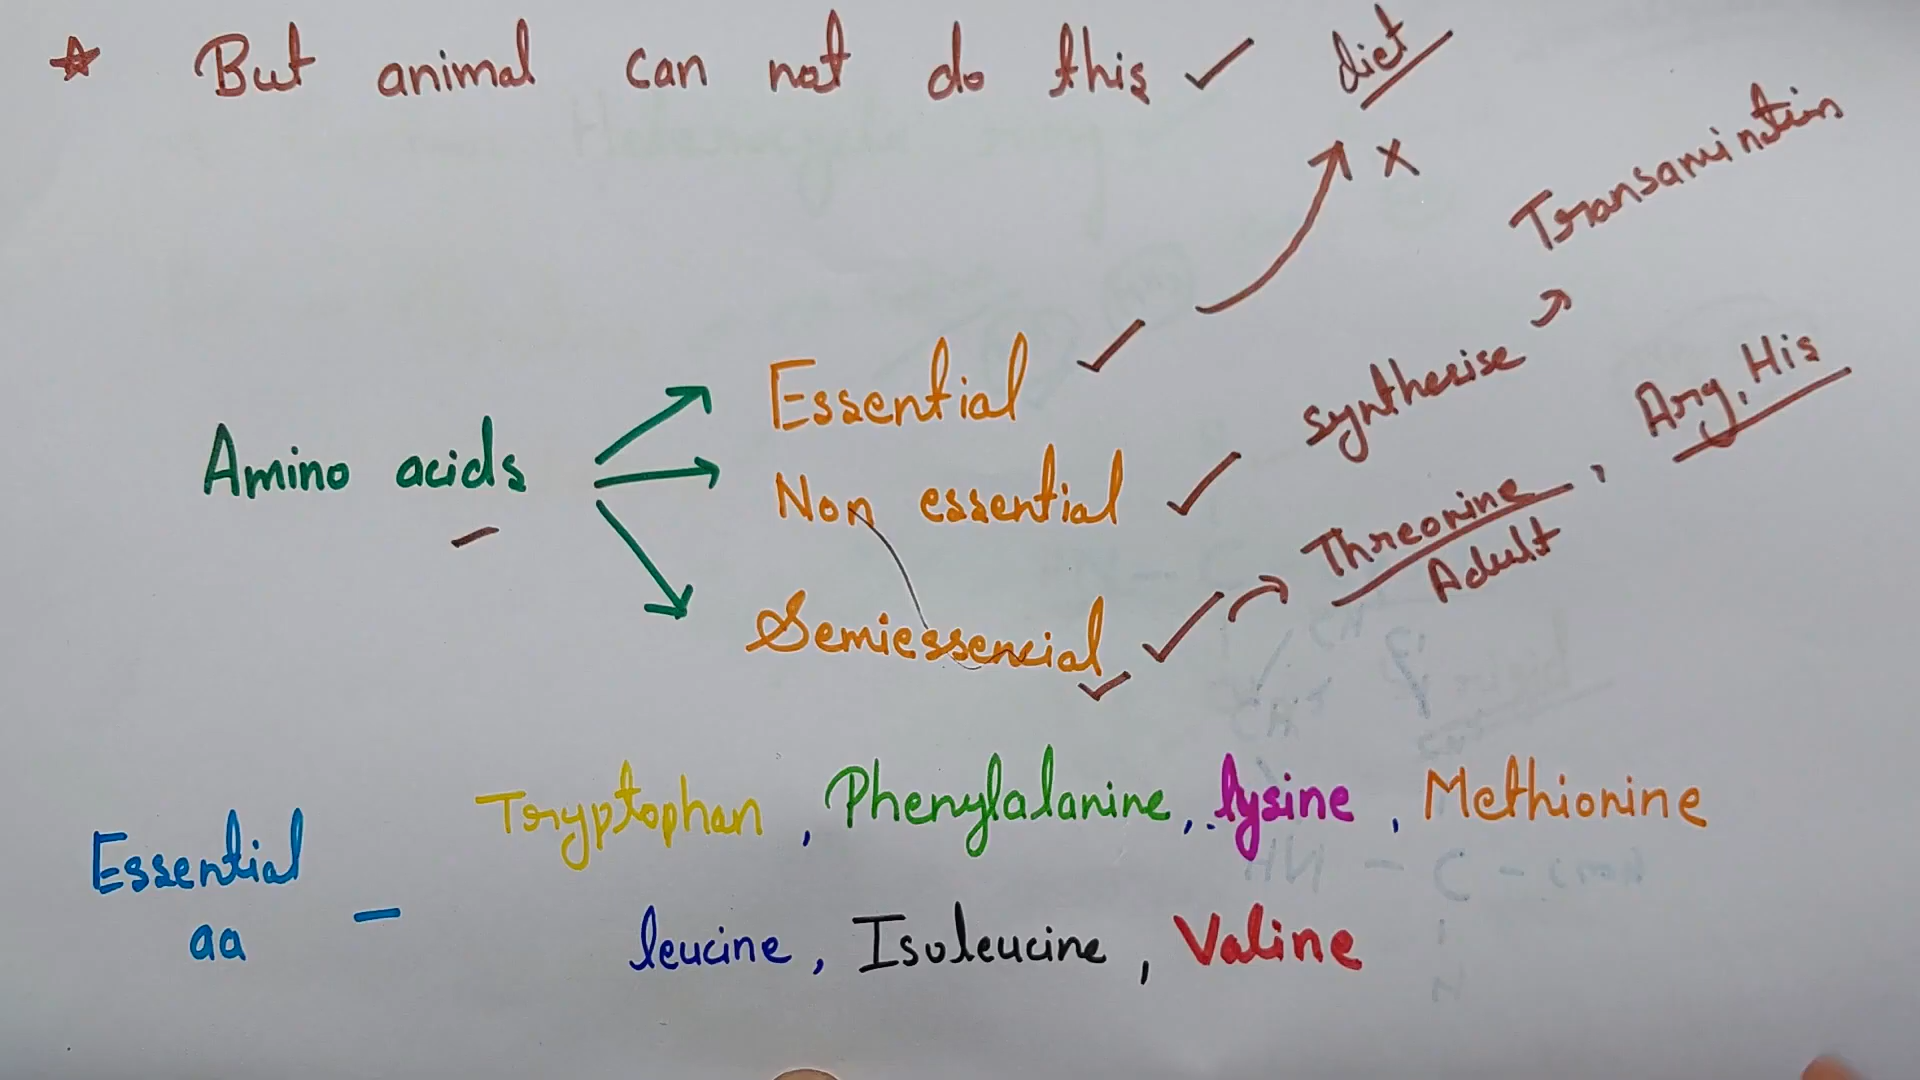 ☆ But animal can not do this ✓ diet
x
Transamination
Essential ✓
synthesise
Arg, His
Amino acids
Non essential ✓
Threonine ,
Adult
Semiessencial ✓
Tryptophan , Phenylalanine, lysine , Methionine
Essential
aa –
leucine , Isoleucine , Valine